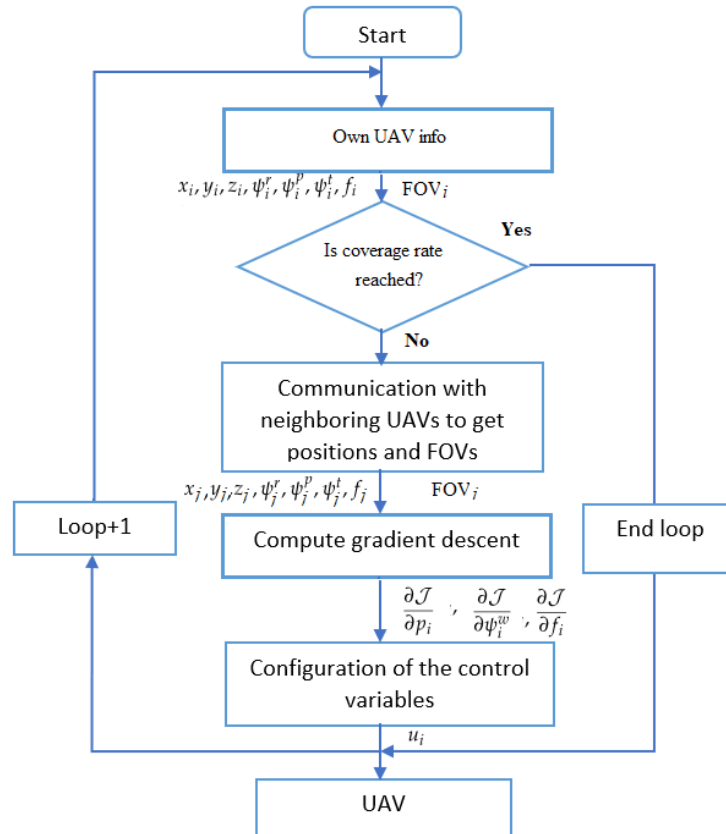 Start
Own UAV info
x_i, y_i, z_i, ψ_i^r, ψ_i^p, ψ_i^t, f_i FOV_i
Yes
Is coverage rate
reached?
No
Communication with
neighboring UAVs to get
positions and FOVs
x_j, y_j, z_j, ψ_j^r, ψ_j^p, ψ_j^t, f_j FOV_j
Loop+1
Compute gradient descent
End loop
∂𝒥/∂p_i , ∂𝒥/∂ψ_i^w , ∂𝒥/∂f_i
Configuration of the control
variables
u_i
UAV